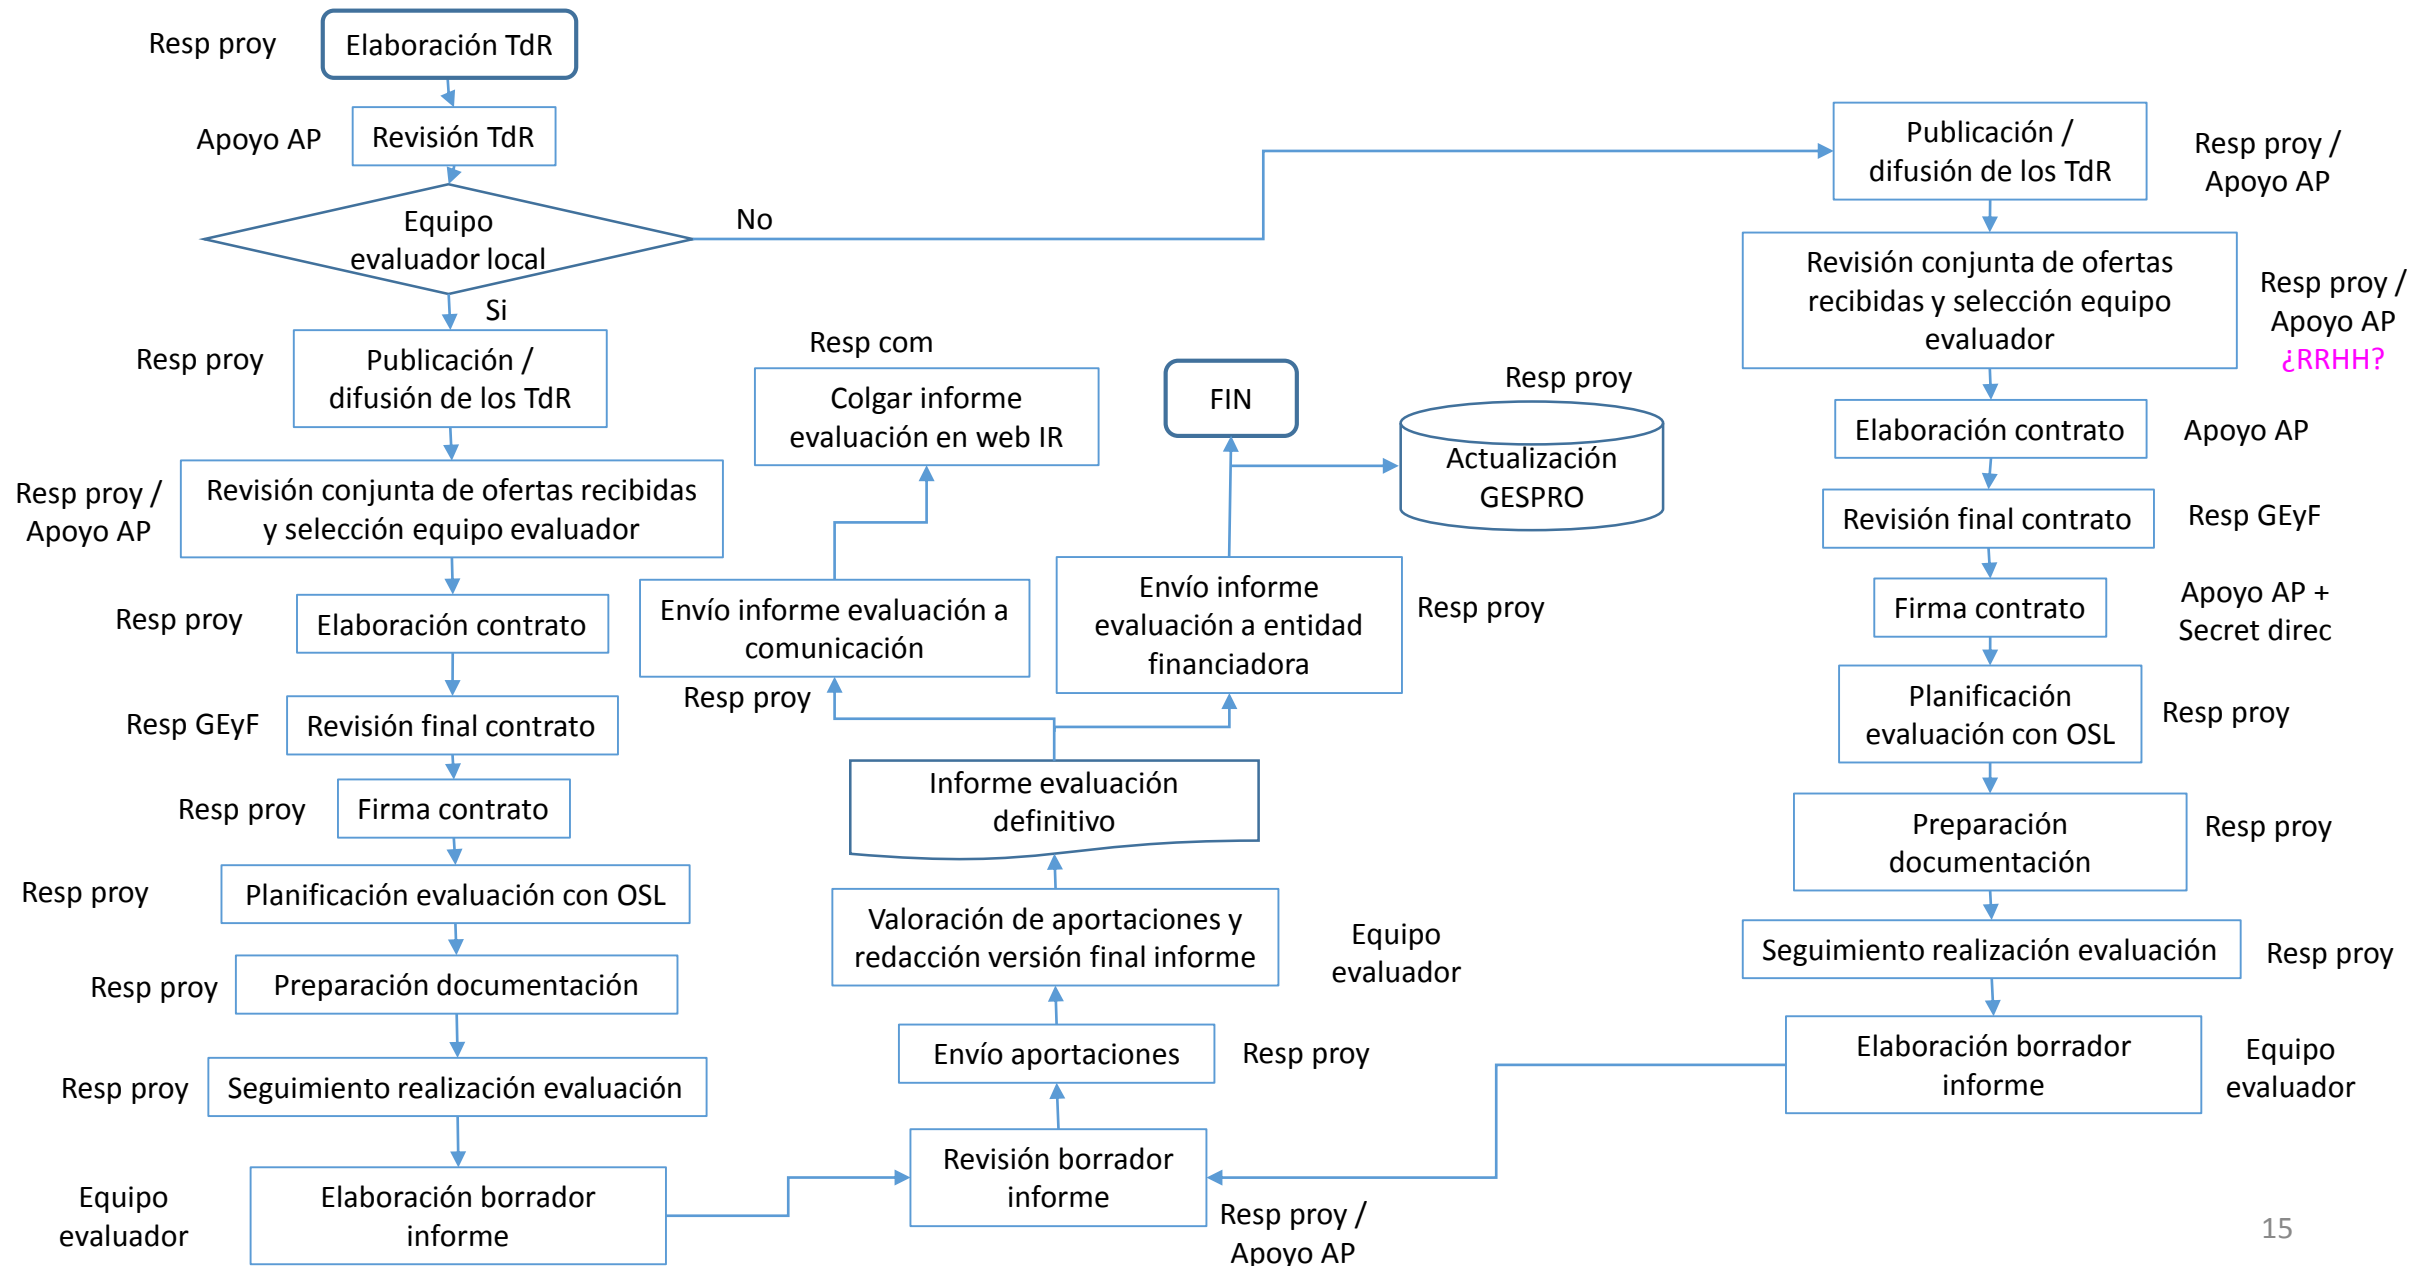 Resp proy
Elaboración TdR
Apoyo AP
Revisión TdR
Equipo
evaluador local
No
Si
Resp proy
Publicación /
difusión de los TdR
Resp proy /
Apoyo AP
Revisión conjunta de ofertas recibidas
y selección equipo evaluador
Resp proy
Elaboración contrato
Resp GEyF
Revisión final contrato
Resp proy
Firma contrato
Resp proy
Planificación evaluación con OSL
Resp proy
Preparación documentación
Resp proy
Seguimiento realización evaluación
Equipo
evaluador
Elaboración borrador
informe
Resp com
Colgar informe
evaluación en web IR
FIN
Resp proy
Actualización
GESPRO
Envío informe evaluación a
comunicación
Resp proy
Envío informe
evaluación a entidad
financiadora
Resp proy
Informe evaluación
definitivo
Valoración de aportaciones y
redacción versión final informe
Equipo
evaluador
Envío aportaciones
Resp proy
Revisión borrador
informe
Resp proy /
Apoyo AP
Publicación /
difusión de los TdR
Resp proy /
Apoyo AP
Revisión conjunta de ofertas
recibidas y selección equipo
evaluador
Resp proy /
Apoyo AP
¿RRHH?
Elaboración contrato
Apoyo AP
Revisión final contrato
Resp GEyF
Firma contrato
Apoyo AP +
Secret direc
Planificación
evaluación con OSL
Resp proy
Preparación
documentación
Resp proy
Seguimiento realización evaluación
Resp proy
Elaboración borrador
informe
Equipo
evaluador
15